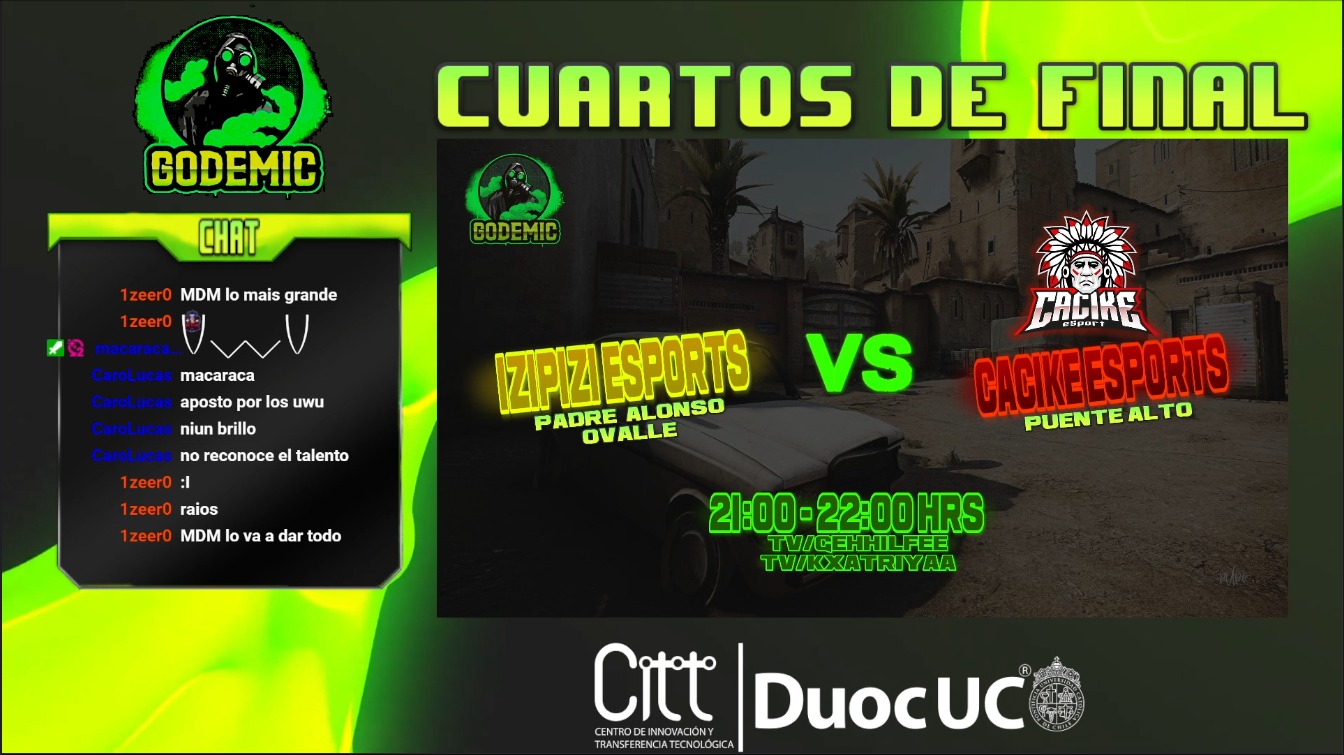 GODEMIC
CUARTOS DE FINAL
CHAT
1zeer0 MDM lo mais grande
1zeer0
macaraca...
CaroLucas macaraca
CaroLucas aposto por los uwu
CaroLucas niun brillo
CaroLucas no reconoce el talento
1zeer0 :I
1zeer0 raios
1zeer0 MDM lo va a dar todo
GODEMIC
CACIKE
eSport
IZIPIZI ESPORTS
PADRE ALONSO
OVALLE
VS
CACIKE ESPORTS
PUENTE ALTO
21:00 - 22:00 HRS
TV/GEHHILFEE
TV/KXATRIYAA
Citt
CENTRO DE INNOVACIÓN Y
TRANSFERENCIA TECNOLÓGICA
Duoc UC®